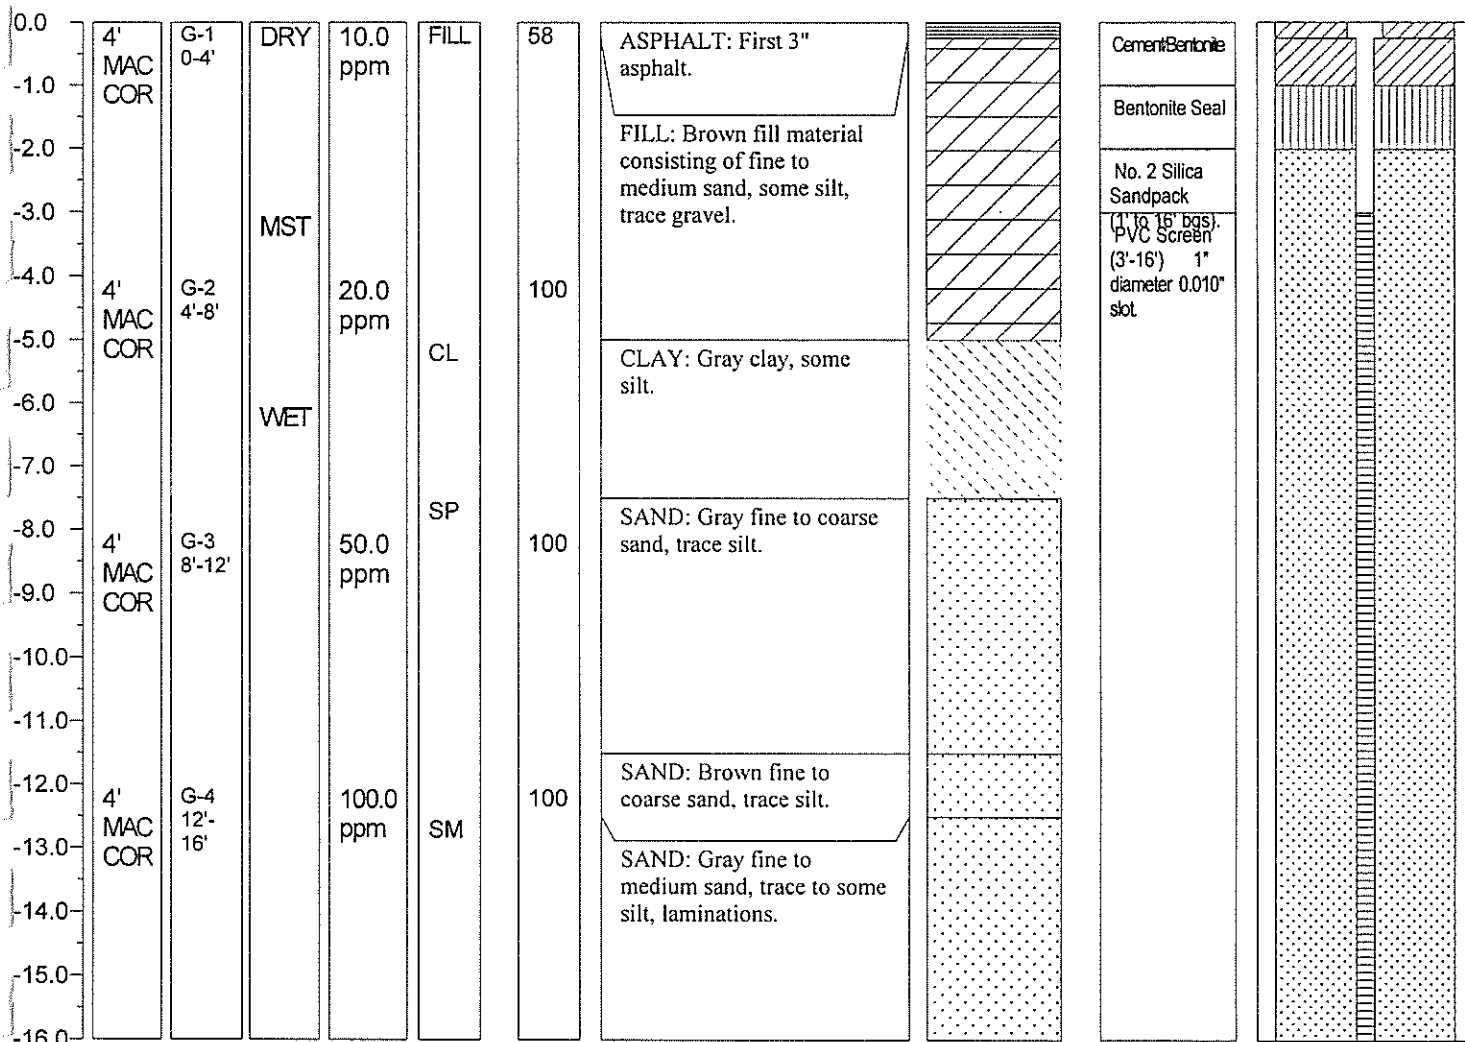 0.0
-1.0
-2.0
-3.0
-4.0
-5.0
-6.0
-7.0
-8.0
-9.0
-10.0
-11.0
-12.0
-13.0
-14.0
-15.0
-16.0
4'
MAC
COR
4'
MAC
COR
4'
MAC
COR
4'
MAC
COR
G-1
0-4'
G-2
4'-8'
G-3
8'-12'
G-4
12'-
16'
DRY
MST
WET
10.0
ppm
20.0
ppm
50.0
ppm
100.0
ppm
FILL
CL
SP
SM
58
100
100
100
ASPHALT: First 3"
asphalt.
FILL: Brown fill material
consisting of fine to
medium sand, some silt,
trace gravel.
CLAY: Gray clay, some
silt.
SAND: Gray fine to coarse
sand, trace silt.
SAND: Brown fine to
coarse sand, trace silt.
SAND: Gray fine to
medium sand, trace to some
silt, laminations.
Cement/Bentonite
Bentonite Seal
No. 2 Silica
Sandpack
(1' to 16' bgs).
PVC Screen
(3'-16') 1"
diameter 0.010"
slot.